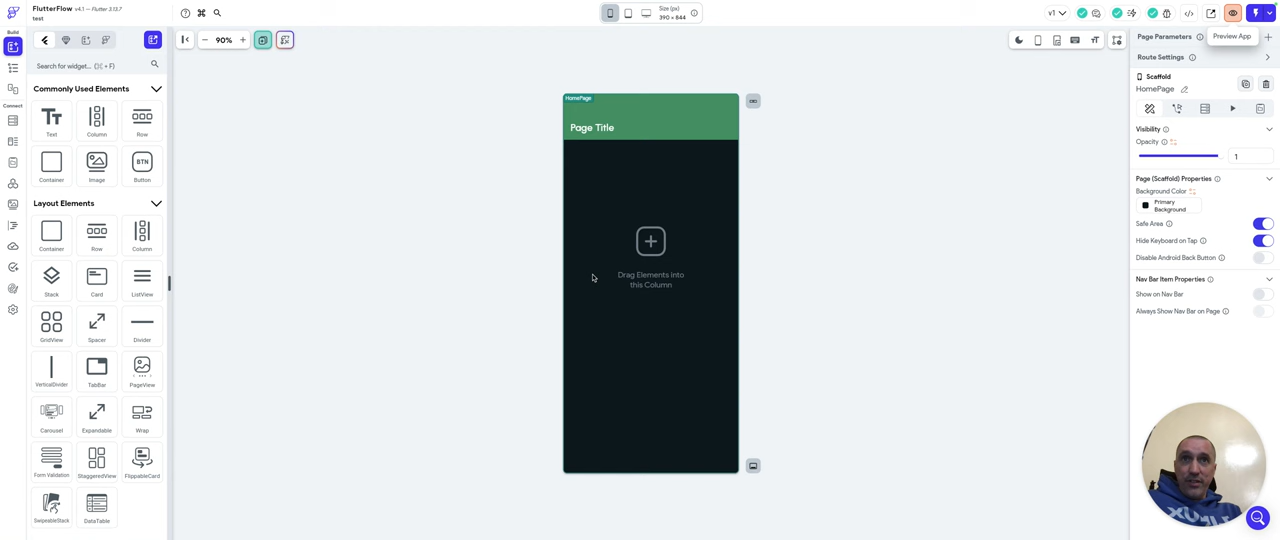 FlutterFlow v4.1 – Flutter 3.13.7
test
Size (px)
390 × 844
v1
Preview App
Build
Connect
90%
Search for widget... (⌘ + F)
Commonly Used Elements
Text
Column
Row
Container
Image
BTN
Button
Layout Elements
Container
Row
Column
Stack
Card
ListView
GridView
Spacer
Divider
VerticalDivider
TabBar
PageView
Carousel
Expandable
Wrap
Form Validation
StaggeredView
FlippableCard
SwipeableStack
DataTable
HomePage
Page Title
Drag Elements into
this Column
Page Parameters
Route Settings
Scaffold
HomePage
Visibility
Opacity
1
Page (Scaffold) Properties
Background Color
Primary
Background
Safe Area
Hide Keyboard on Tap
Disable Android Back Button
Nav Bar Item Properties
Show on Nav Bar
Always Show Nav Bar on Page